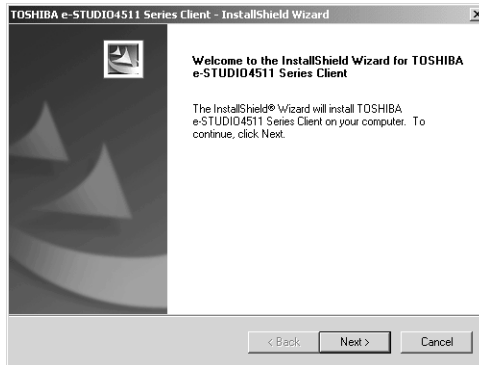 TOSHIBA e-STUDIO4511 Series Client - InstallShield Wizard
Welcome to the InstallShield Wizard for TOSHIBA
e-STUDIO4511 Series Client
The InstallShield® Wizard will install TOSHIBA
e-STUDIO4511 Series Client on your computer. To
continue, click Next.
< Back Next > Cancel